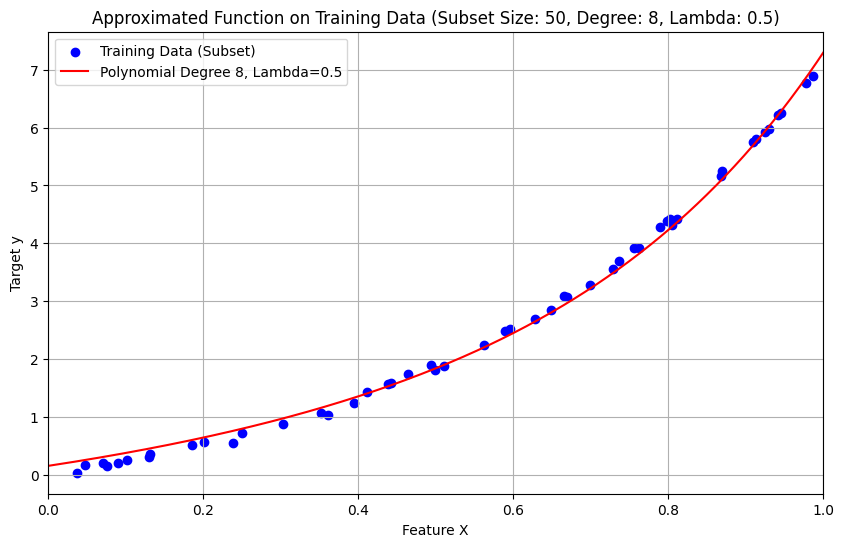 Approximated Function on Training Data (Subset Size: 50, Degree: 8, Lambda: 0.5)
Training Data (Subset)
Polynomial Degree 8, Lambda=0.5
7
6
5
4
3
2
1
0
Target y
0.0 0.2 0.4 0.6 0.8 1.0
Feature X